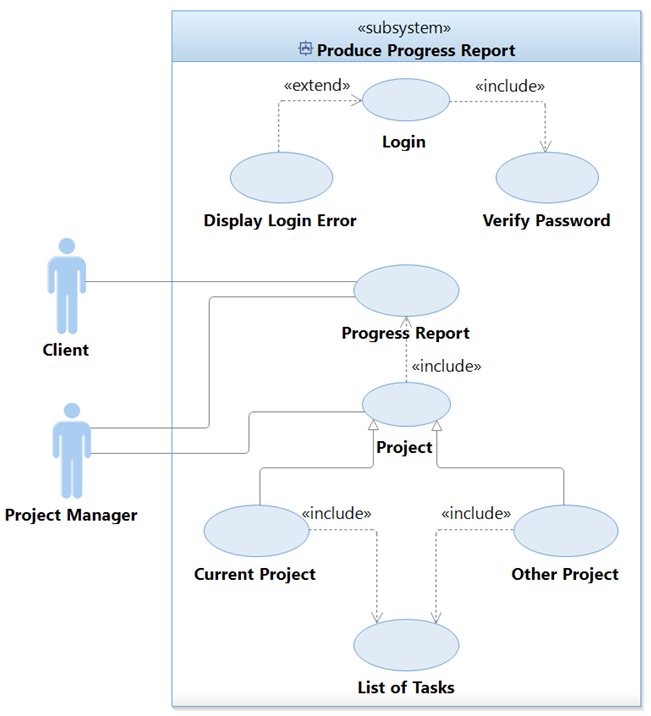 «subsystem»
Produce Progress Report
«extend»
«include»
Login
Display Login Error
Verify Password
Client
Progress Report
«include»
Project
Project Manager
«include»
«include»
Current Project
Other Project
List of Tasks